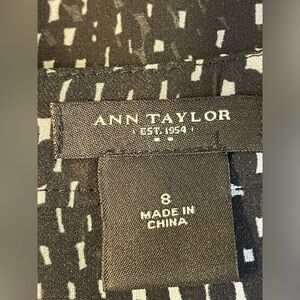 ANN TAYLOR
EST. 1954
8
MADE IN
CHINA